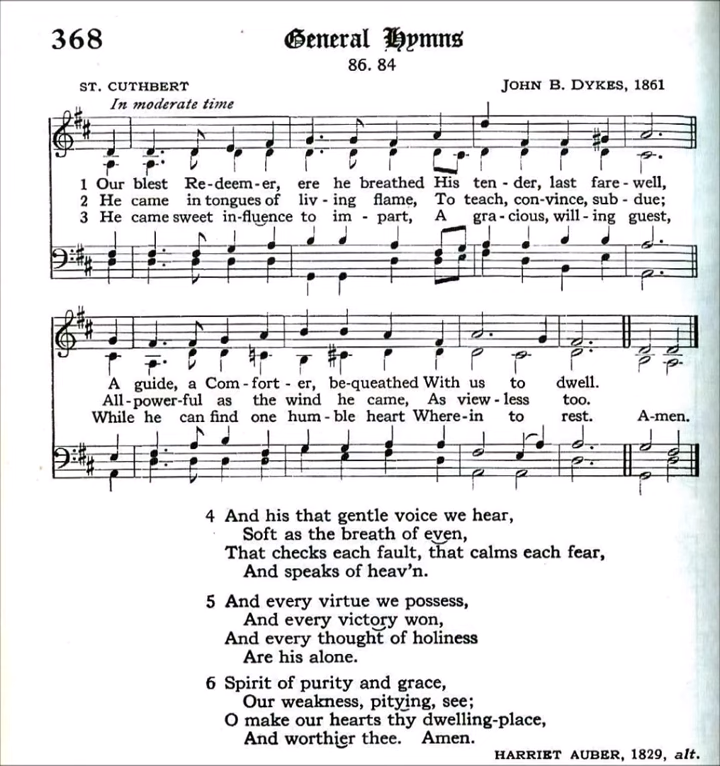 368 General Hymns
86. 84
ST. CUTHBERT JOHN B. DYKES, 1861
In moderate time
1 Our blest Re-deem-er, ere he breathed His ten-der, last fare-well,
2 He came in tongues of liv-ing flame, To teach, con-vince, sub-due;
3 He came sweet in-fluence to im-part, A gra-cious, will-ing guest,
A guide, a Com-fort-er, be-queathed With us to dwell.
All-power-ful as the wind he came, As view-less too.
While he can find one hum-ble heart Where-in to rest. A-men.
4 And his that gentle voice we hear,
Soft as the breath of even,
That checks each fault, that calms each fear,
And speaks of heav'n.
5 And every virtue we possess,
And every victory won,
And every thought of holiness
Are his alone.
6 Spirit of purity and grace,
Our weakness, pitying, see;
O make our hearts thy dwelling-place,
And worthier thee. Amen.
HARRIET AUBER, 1829, alt.